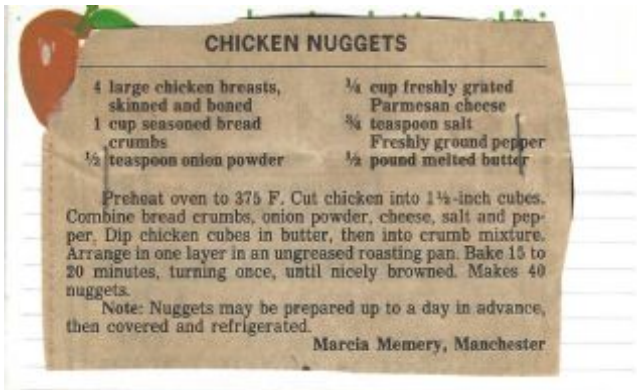 CHICKEN NUGGETS
4 large chicken breasts,
skinned and boned
1 cup seasoned bread
crumbs
½ teaspoon onion powder
cup freshly grated
Parmesan cheese
¾ teaspoon salt
Freshly ground pepper
½ pound melted butter
Preheat oven to 375 F. Cut chicken into 1½-inch cubes.
Combine bread crumbs, onion powder, cheese, salt and pep-
per. Dip chicken cubes in butter, then into crumb mixture.
Arrange in one layer in an ungreased roasting pan. Bake 15 to
20 minutes, turning once, until nicely browned. Makes 40
nuggets.
Note: Nuggets may be prepared up to a day in advance,
then covered and refrigerated.
Marcia Memery, Manchester